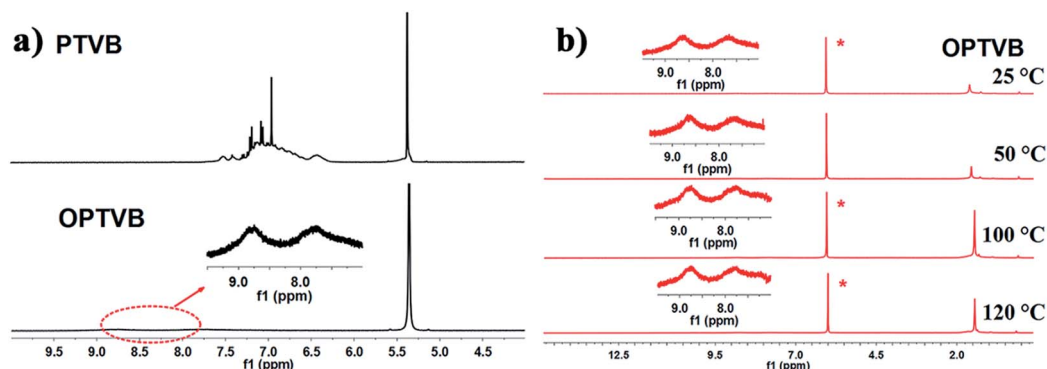 a) PTVB
OPTVB
9.0 8.0
f1 (ppm)
9.5 9.0 8.5 8.0 7.5 7.0 6.5 6.0 5.5 5.0 4.5
f1 (ppm)
b) OPTVB
9.0 8.0
f1 (ppm)
* 25 °C
9.0 8.0
f1 (ppm)
50 °C
9.0 8.0
f1 (ppm)
* 100 °C
9.0 8.0
f1 (ppm)
* 120 °C
12.5 9.5 7.0 4.5 2.0
f1 (ppm)